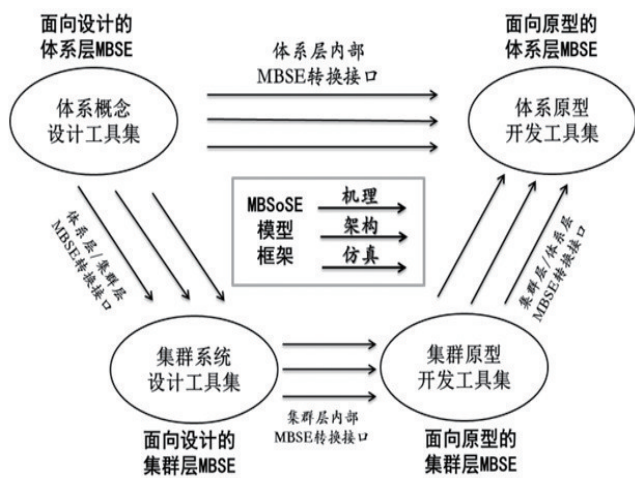 面向设计的
体系层MBSE
体系层内部
MBSE转换接口
面向原型的
体系层MBSE
体系概念
设计工具集
体系原型
开发工具集
MBSoSE
模型
框架
机理
架构
仿真
体系层/集群层
MBSE转换接口
集群层/体系层
MBSE转换接口
集群系统
设计工具集
集群原型
开发工具集
集群层内部
MBSE转换接口
面向设计的
集群层MBSE
面向原型的
集群层MBSE